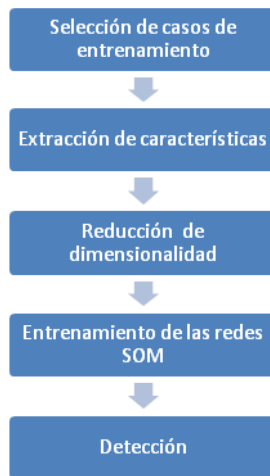 Selección de casos de
entrenamiento
Extracción de características
Reducción de
dimensionalidad
Entrenamiento de las redes
SOM
Detección